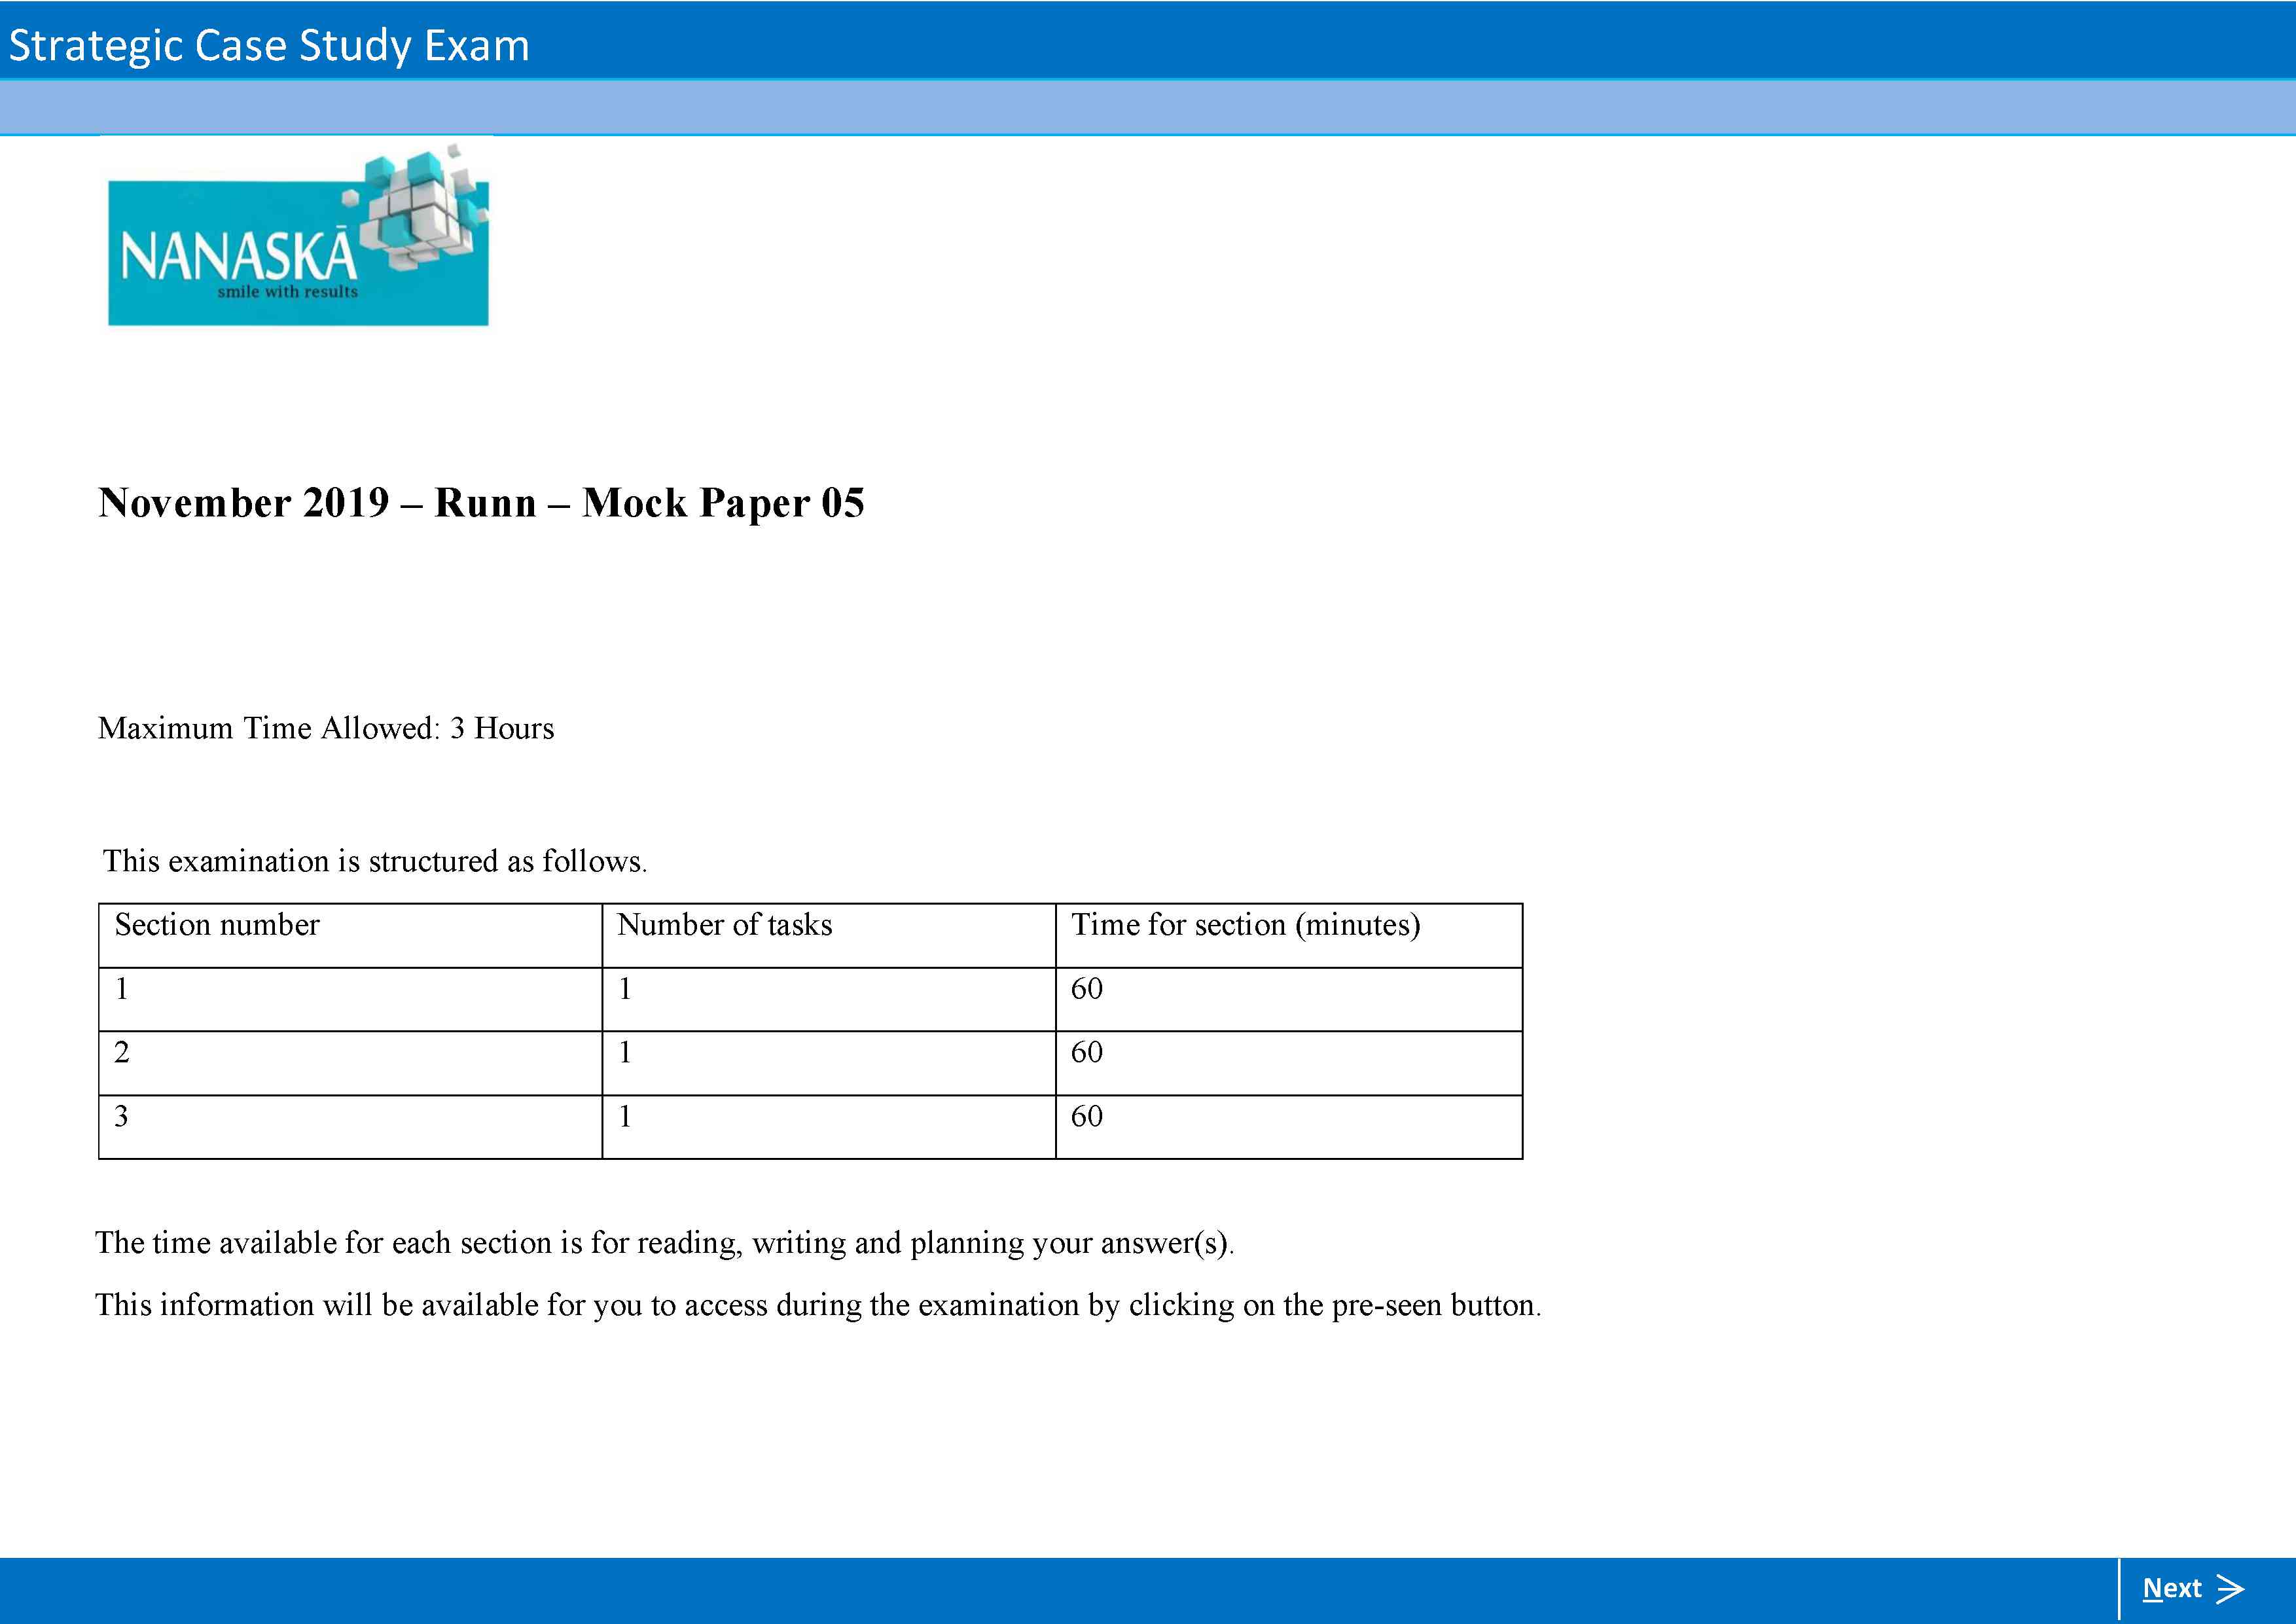 Strategic Case Study Exam
NANASKĀ
smile with results
November 2019 – Runn – Mock Paper 05
Maximum Time Allowed: 3 Hours
This examination is structured as follows.
Section number Number of tasks Time for section (minutes)
1 1 60
2 1 60
3 1 60
The time available for each section is for reading, writing and planning your answer(s).
This information will be available for you to access during the examination by clicking on the pre-seen button.
Next